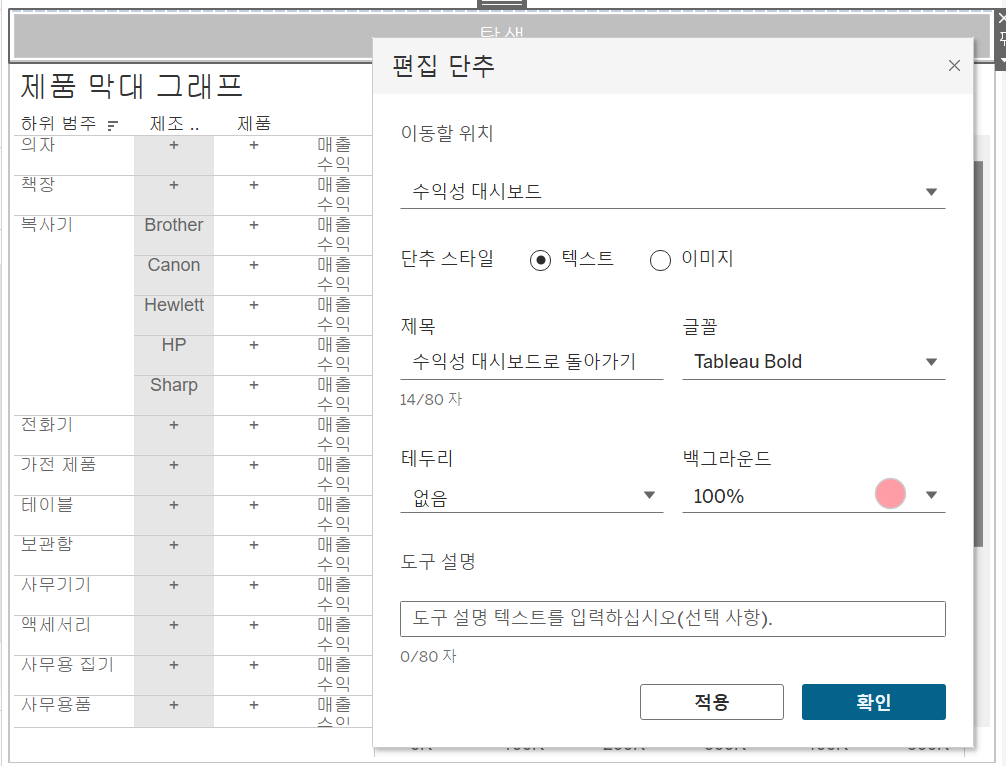 탐색
편집 단추
제품 막대 그래프
하위 범주
제조 ..
제품
의자 + + 매출
수익
책장 + + 매출
수익
복사기 Brother + 매출
수익
Canon + 매출
수익
Hewlett + 매출
수익
HP + 매출
수익
Sharp + 매출
수익
전화기 + + 매출
수익
가전 제품 + + 매출
수익
테이블 + + 매출
수익
보관함 + + 매출
수익
사무기기 + + 매출
수익
액세서리 + + 매출
수익
사무용 집기 + + 매출
수익
사무용품 + + 매출
수익
이동할 위치
수익성 대시보드
단추 스타일 텍스트 이미지
제목 글꼴
수익성 대시보드로 돌아가기 Tableau Bold
14/80 자
테두리 백그라운드
없음 100%
도구 설명
도구 설명 텍스트를 입력하십시오(선택 사항).
0/80 자
적용 확인